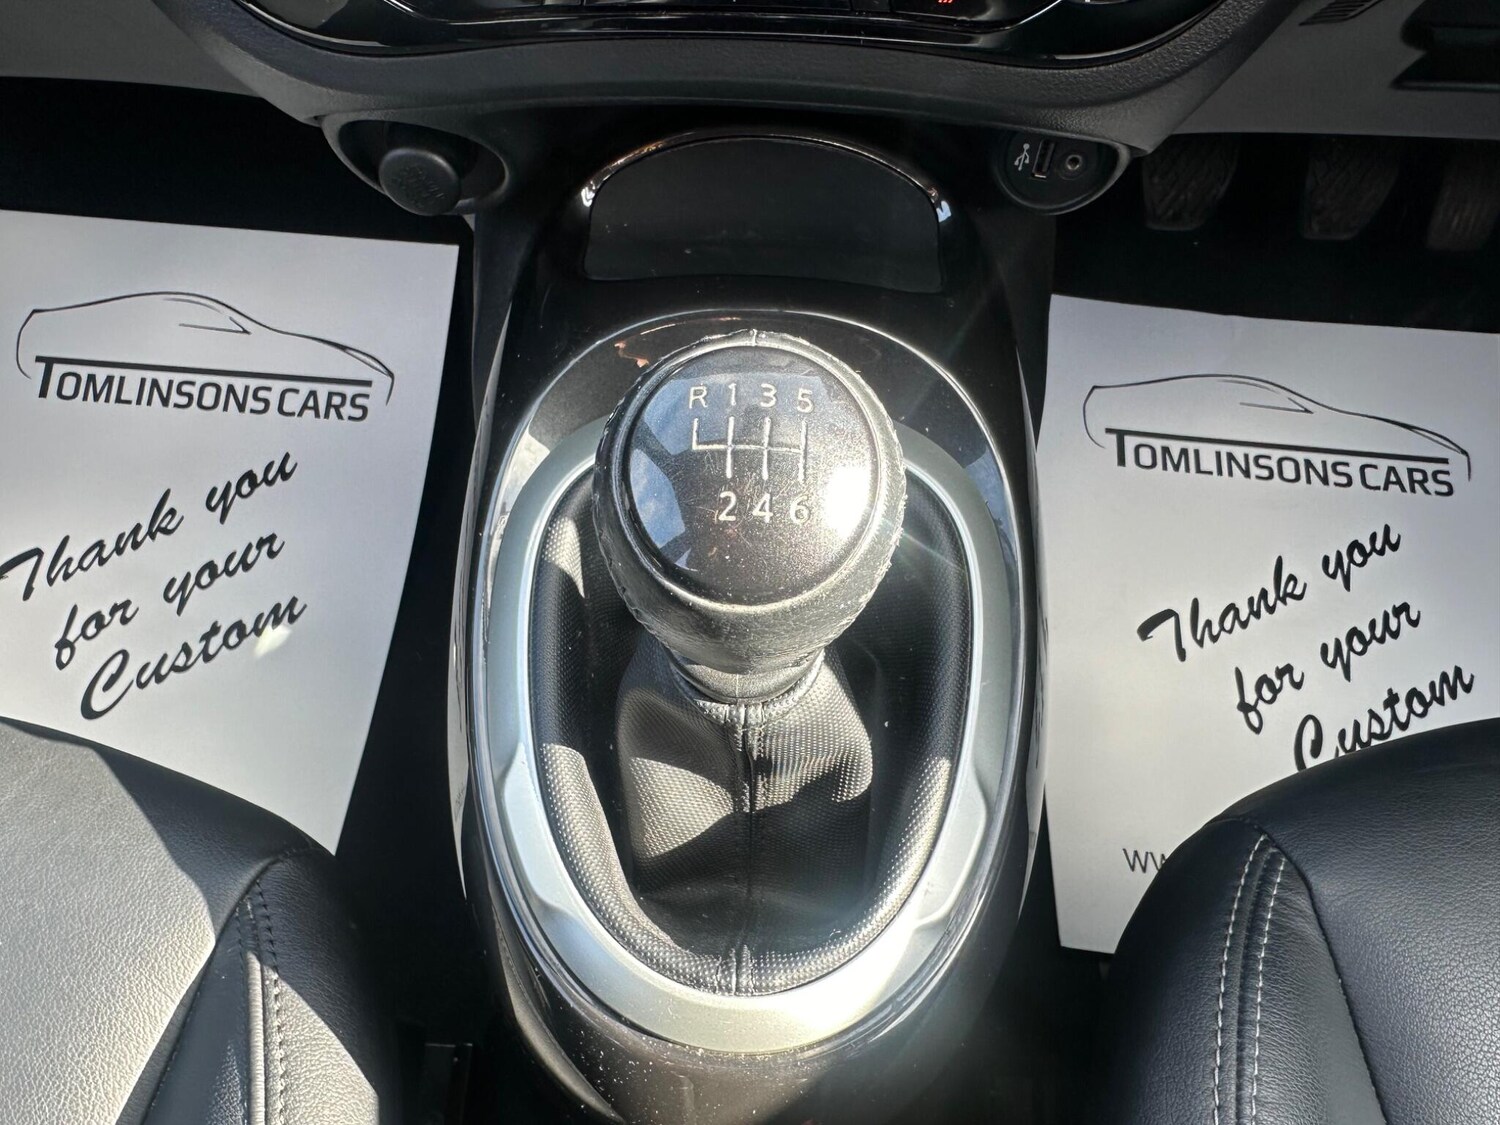 TOMLINSONS CARS
Thank you
for your
Custom
R 1 3 5
2 4 6
TOMLINSONS CARS
Thank you
for your
Custom